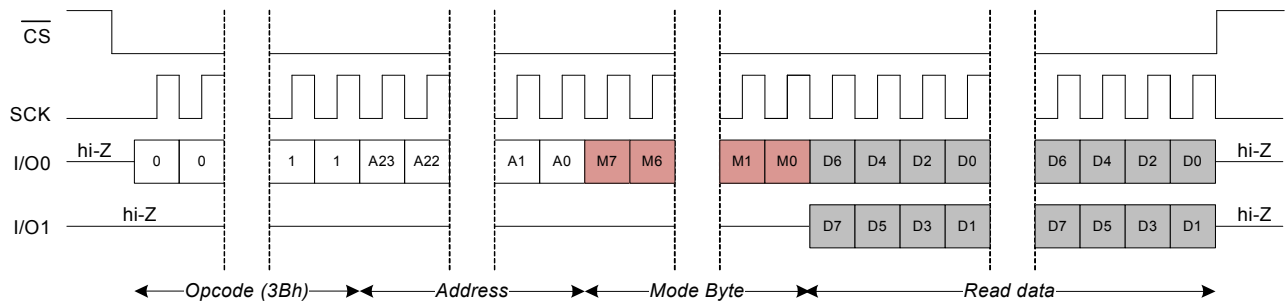 CS
SCK
I/O0 hi-Z 0 0 1 1 A23 A22 A1 A0 M7 M6 M1 M0 D6 D4 D2 D0 D6 D4 D2 D0 hi-Z
I/O1 hi-Z D7 D5 D3 D1 D7 D5 D3 D1 hi-Z
Opcode (3Bh) Address Mode Byte Read data